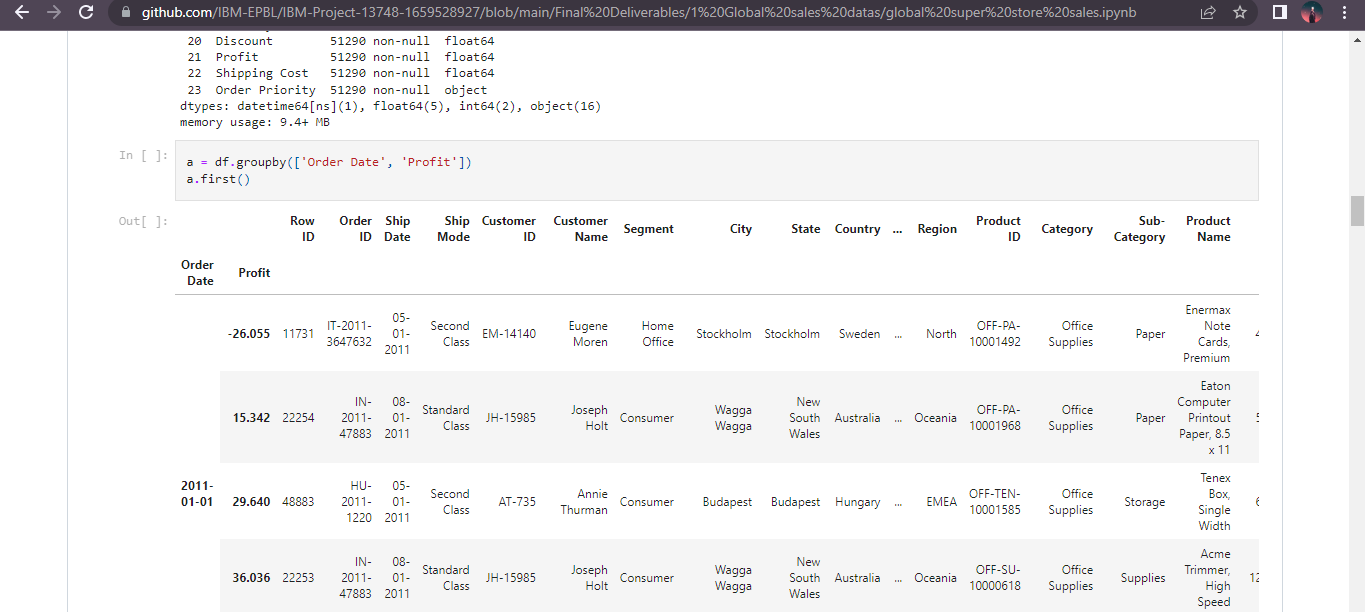 github.com/IBM-EPBL/IBM-Project-13748-1659528927/blob/main/Final%20Deliverables/1%20Global%20sales%20datas/global%20super%20store%20sales.ipynb
20 Discount 51290 non-null float64
21 Profit 51290 non-null float64
22 Shipping Cost 51290 non-null float64
23 Order Priority 51290 non-null object
dtypes: datetime64[ns](1), float64(5), int64(2), object(16)
memory usage: 9.4+ MB
In [ ]:
a = df.groupby(['Order Date', 'Profit'])
a.first()
Out[ ]:
Row Order Ship Ship Customer Customer Segment City State Country ... Region Product Category Sub- Product
ID ID Date Mode ID Name ID Category Name
Order Profit
Date
-26.055 11731 IT-2011-3647632 05-01-2011 Second Class EM-14140 Eugene Moren Home Office Stockholm Stockholm Sweden ... North OFF-PA-10001492 Office Supplies Paper Enermax Note Cards, Premium
15.342 22254 IN-2011-47883 08-01-2011 Standard Class JH-15985 Joseph Holt Consumer Wagga Wagga New South Wales Australia ... Oceania OFF-PA-10001968 Office Supplies Paper Eaton Computer Printout Paper, 8.5 x 11
2011-01-01 29.640 48883 HU-2011-1220 05-01-2011 Second Class AT-735 Annie Thurman Consumer Budapest Budapest Hungary ... EMEA OFF-TEN-10001585 Office Supplies Storage Tenex Box, Single Width
36.036 22253 IN-2011-47883 08-01-2011 Standard Class JH-15985 Joseph Holt Consumer Wagga Wagga New South Wales Australia ... Oceania OFF-SU-10000618 Office Supplies Supplies Acme Trimmer, High Speed 12